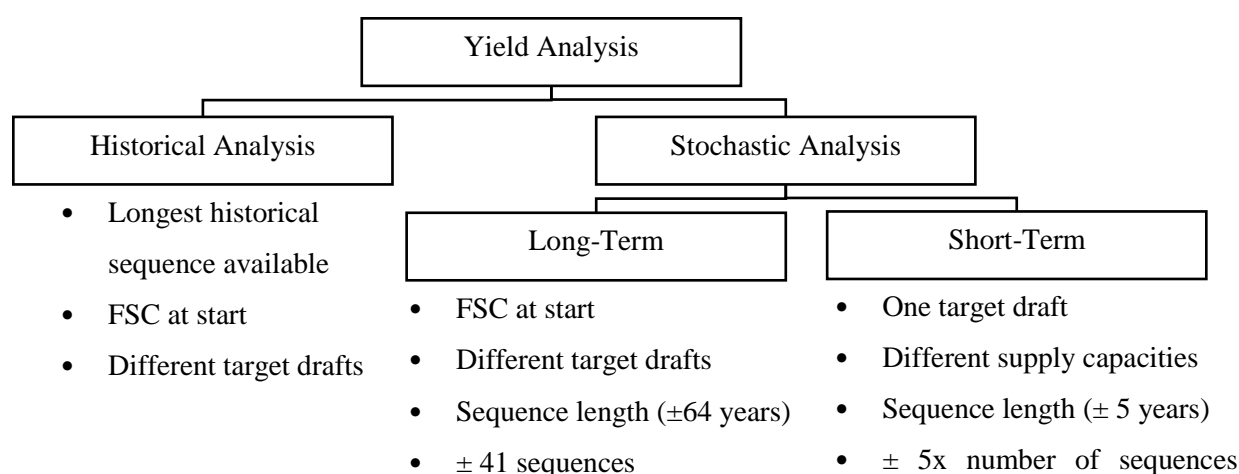 Yield Analysis
Historical Analysis
Stochastic Analysis
• Longest historical
sequence available
• FSC at start
• Different target drafts
Long-Term
• FSC at start
• Different target drafts
• Sequence length (±64 years)
• ± 41 sequences
Short-Term
• One target draft
• Different supply capacities
• Sequence length (± 5 years)
• ± 5x number of sequences